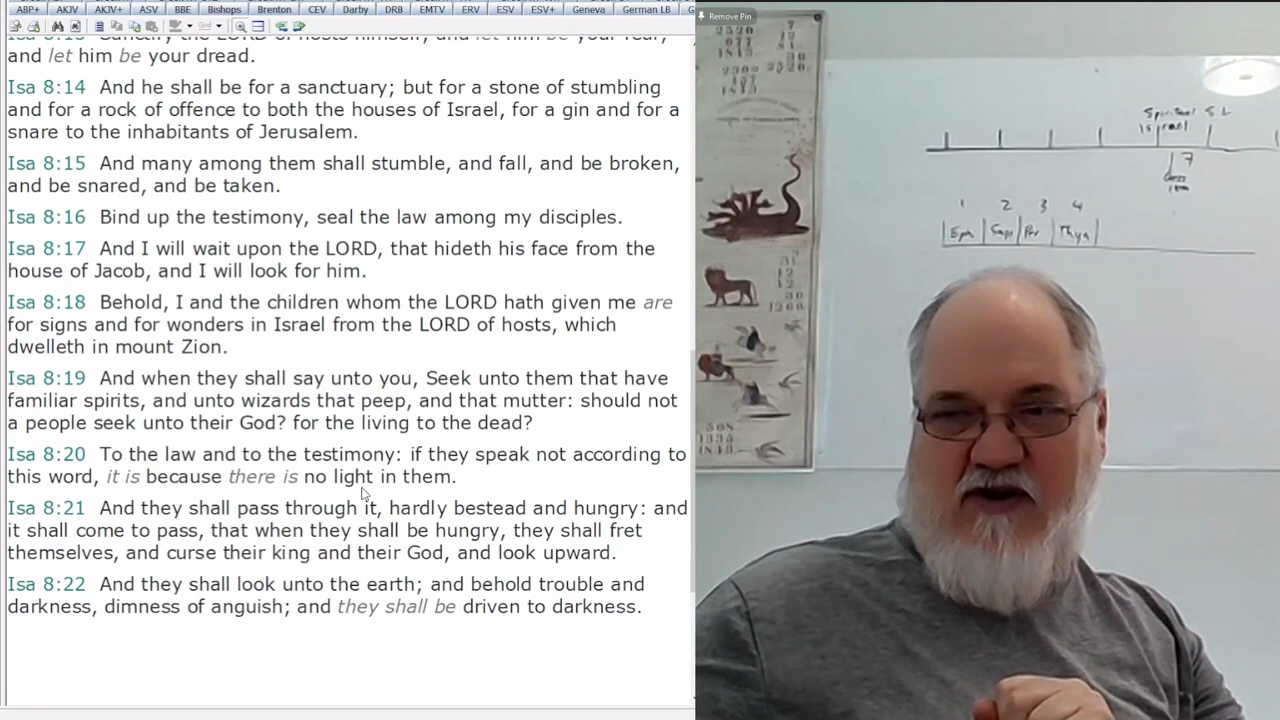 ABP+ AKJV AKJV+ ASV BBE Bishops Brenton CEV Darby DRB EMTV ERV ESV ESV+ Geneva German LB
and let him be your dread.
Isa 8:14 And he shall be for a sanctuary; but for a stone of stumbling
and for a rock of offence to both the houses of Israel, for a gin and for a
snare to the inhabitants of Jerusalem.
Isa 8:15 And many among them shall stumble, and fall, and be broken,
and be snared, and be taken.
Isa 8:16 Bind up the testimony, seal the law among my disciples.
Isa 8:17 And I will wait upon the LORD, that hideth his face from the
house of Jacob, and I will look for him.
Isa 8:18 Behold, I and the children whom the LORD hath given me are
for signs and for wonders in Israel from the LORD of hosts, which
dwelleth in mount Zion.
Isa 8:19 And when they shall say unto you, Seek unto them that have
familiar spirits, and unto wizards that peep, and that mutter: should not
a people seek unto their God? for the living to the dead?
Isa 8:20 To the law and to the testimony: if they speak not according to
this word, it is because there is no light in them.
Isa 8:21 And they shall pass through it, hardly bestead and hungry: and
it shall come to pass, that when they shall be hungry, they shall fret
themselves, and curse their king and their God, and look upward.
Isa 8:22 And they shall look unto the earth; and behold trouble and
darkness, dimness of anguish; and they shall be driven to darkness.
Remove Pin
2520
677
12
30
1260
Spiritual
7
1 2 3 4
Eph Per Thya